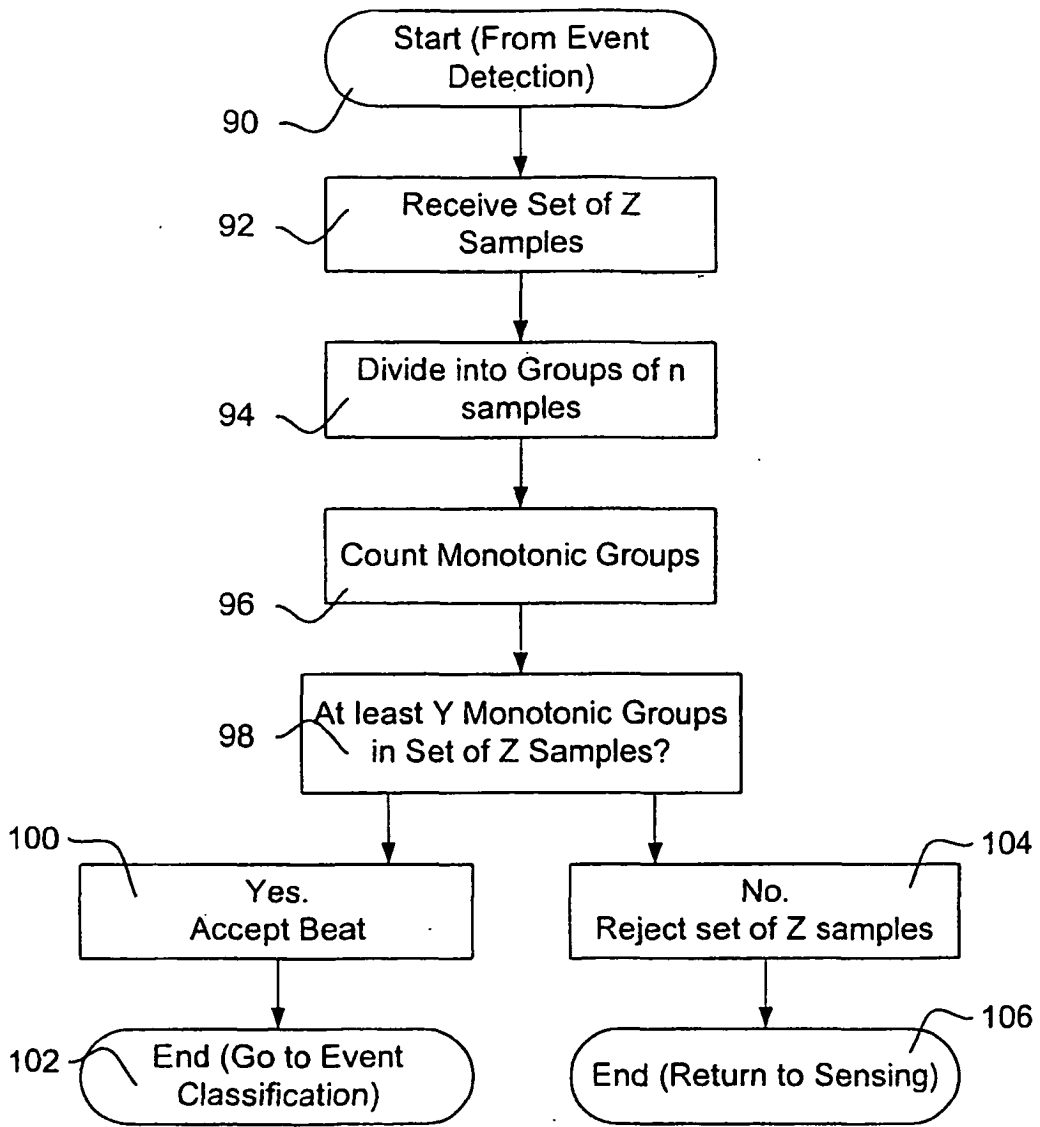 Start (From Event
Detection)
90
Receive Set of Z
Samples
92
Divide into Groups of n
samples
94
Count Monotonic Groups
96
At least Y Monotonic Groups
in Set of Z Samples?
98
100
Yes.
Accept Beat
104
No.
Reject set of Z samples
102
End (Go to Event
Classification)
106
End (Return to Sensing)